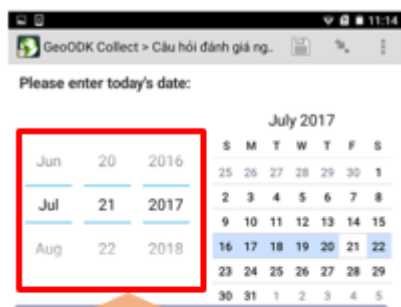 11:14
GeoODK Collect > Câu hỏi đánh giá ng..
Please enter today's date:
Jun 20 2016
Jul 21 2017
Aug 22 2018
July 2017
S M T W T F S
25 26 27 28 29 30 1
2 3 4 5 6 7 8
9 10 11 12 13 14 15
16 17 18 19 20 21 22
23 24 25 26 27 28 29
30 31 1 2 3 4 5